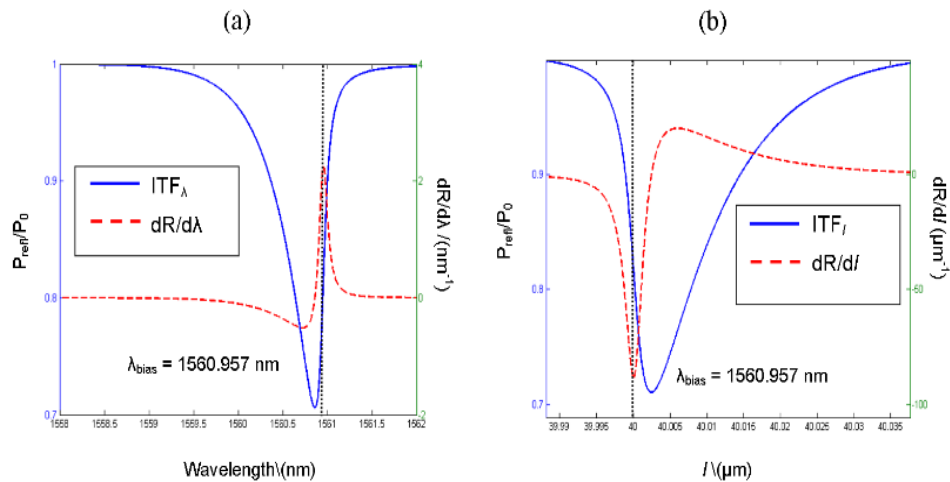 (a)
1
0.9
0.8
0.7
P_refl/P_0
4
2
0
-2
dR/dλ /(nm⁻¹)
ITF_λ
dR/dλ
λ_bias = 1560.957 nm
1558 1558.5 1559 1559.5 1560 1560.5 1561 1561.5 1562
Wavelength\(nm)
(b)
0.9
0.8
0.7
P_refl/P_0
0
-50
-100
dR/dl /(µm⁻¹)
ITF_l
dR/dl
λ_bias = 1560.957 nm
39.99 39.995 40 40.005 40.01 40.015 40.02 40.025 40.03 40.035
l \(µm)